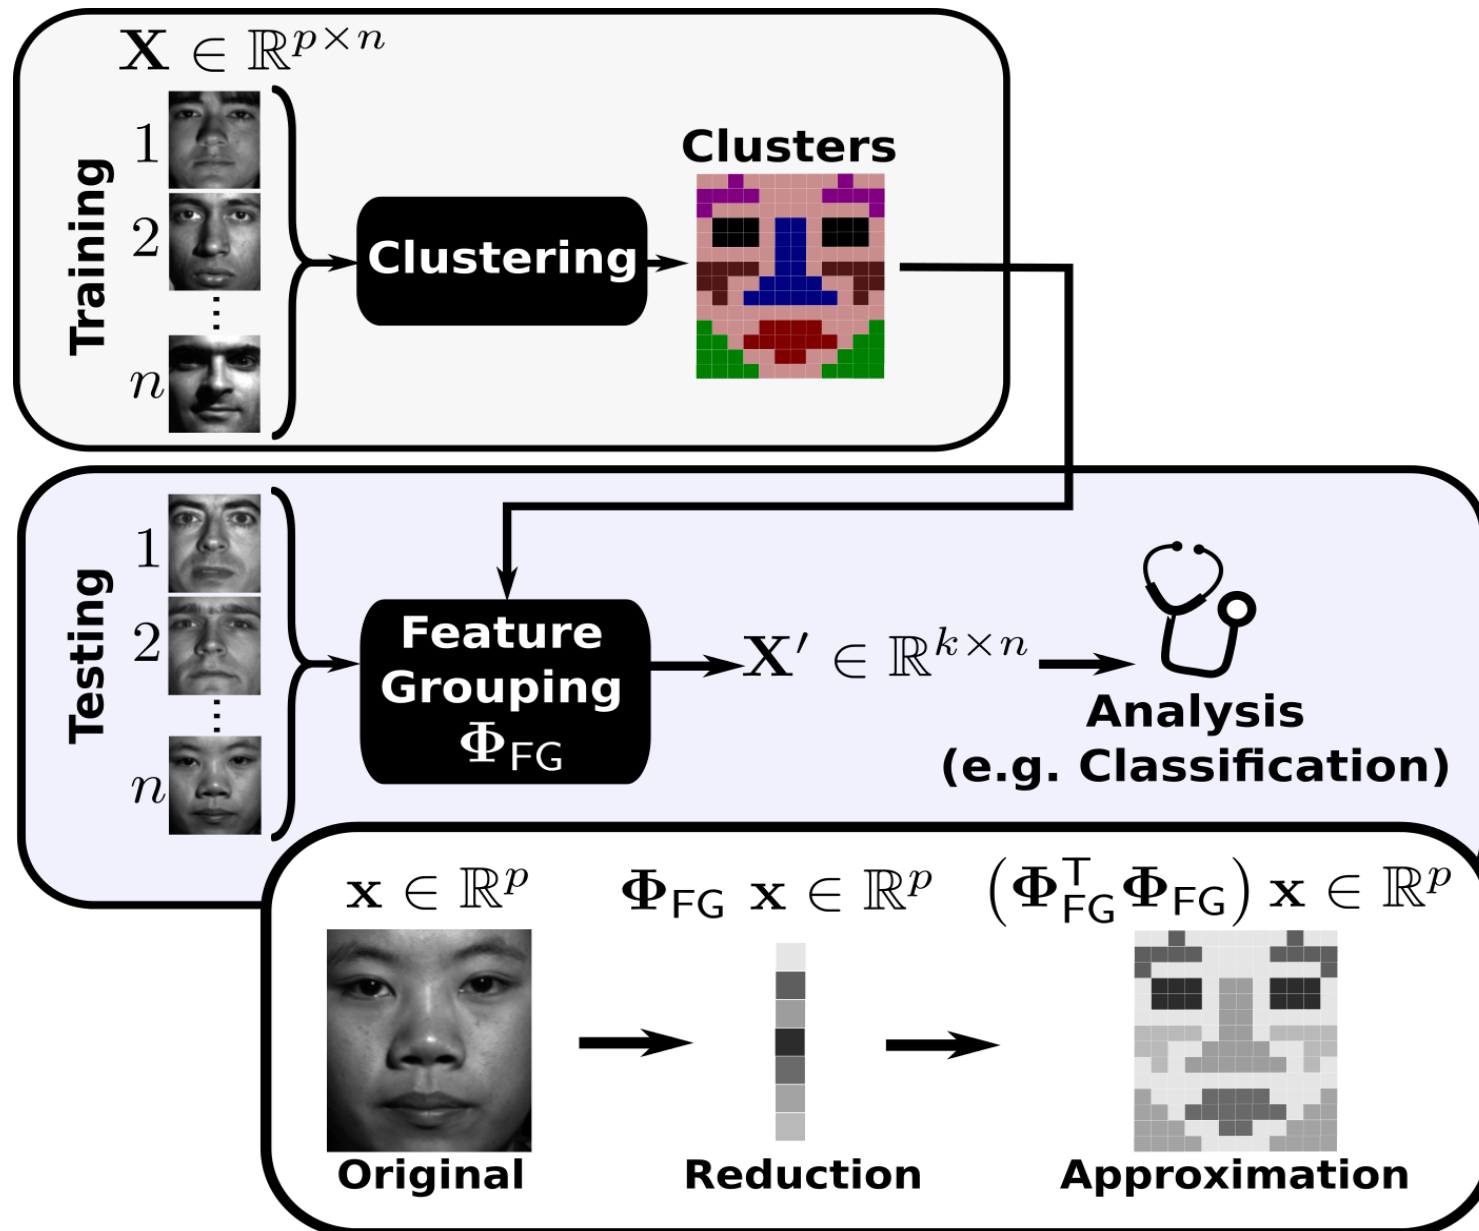 X ∈ ℝ^{p×n}
Training
1
2
⋮
n
Clustering
Clusters
Testing
1
2
⋮
n
Feature
Grouping
Φ_FG
X′ ∈ ℝ^{k×n}
Analysis
(e.g. Classification)
x ∈ ℝ^p
Φ_FG x ∈ ℝ^p
(Φ_FG^T Φ_FG) x ∈ ℝ^p
Original
Reduction
Approximation